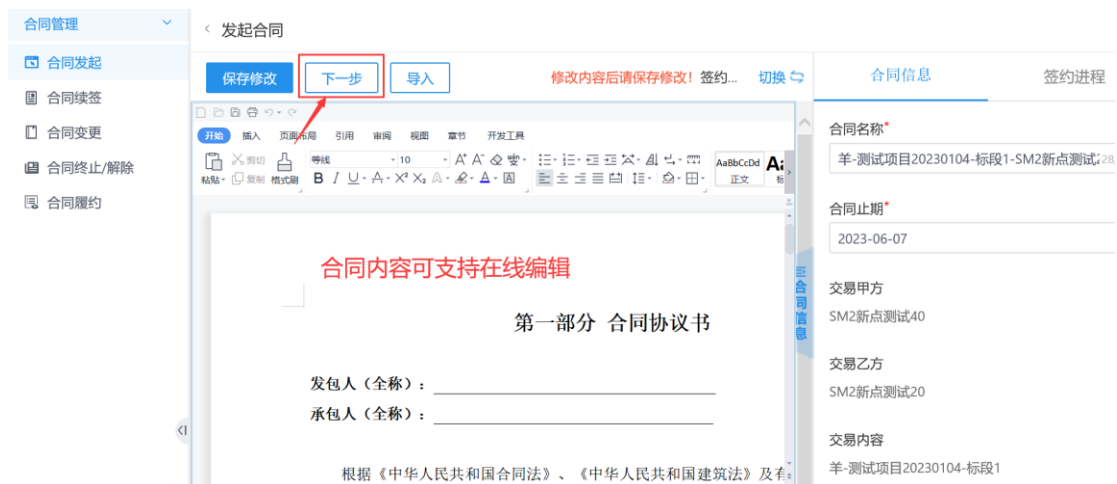 合同管理
合同发起
合同续签
合同变更
合同终止/解除
合同履约
发起合同
保存修改 下一步 导入 修改内容后请保存修改! 签约... 切换
开始 插入 页面布局 引用 审阅 视图 章节 开发工具
粘贴 剪切 复制 格式刷 等线 10 AaBbCcDd 正文
合同内容可支持在线编辑
第一部分 合同协议书
发包人（全称）：
承包人（全称）：
根据《中华人民共和国合同法》、《中华人民共和国建筑法》及有
合同信息
合同信息 签约进程
合同名称*
羊-测试项目20230104-标段1-SM2新点测试
合同止期*
2023-06-07
交易甲方
SM2新点测试40
交易乙方
SM2新点测试20
交易内容
羊-测试项目20230104-标段1